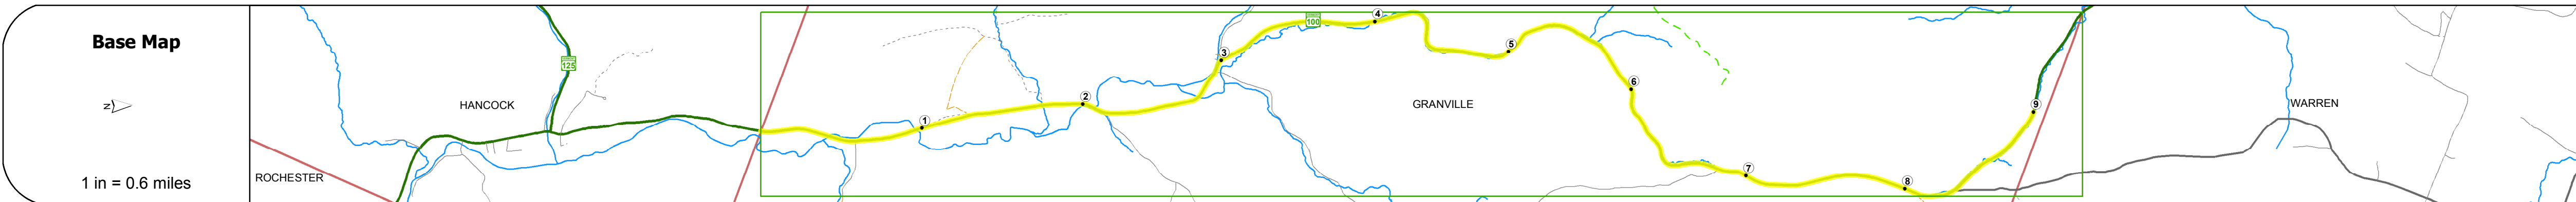 Base Map
N
1 in = 0.6 miles
ROCHESTER
HANCOCK
125
1
2
3
100
4
5
GRANVILLE
6
7
8
9
WARREN